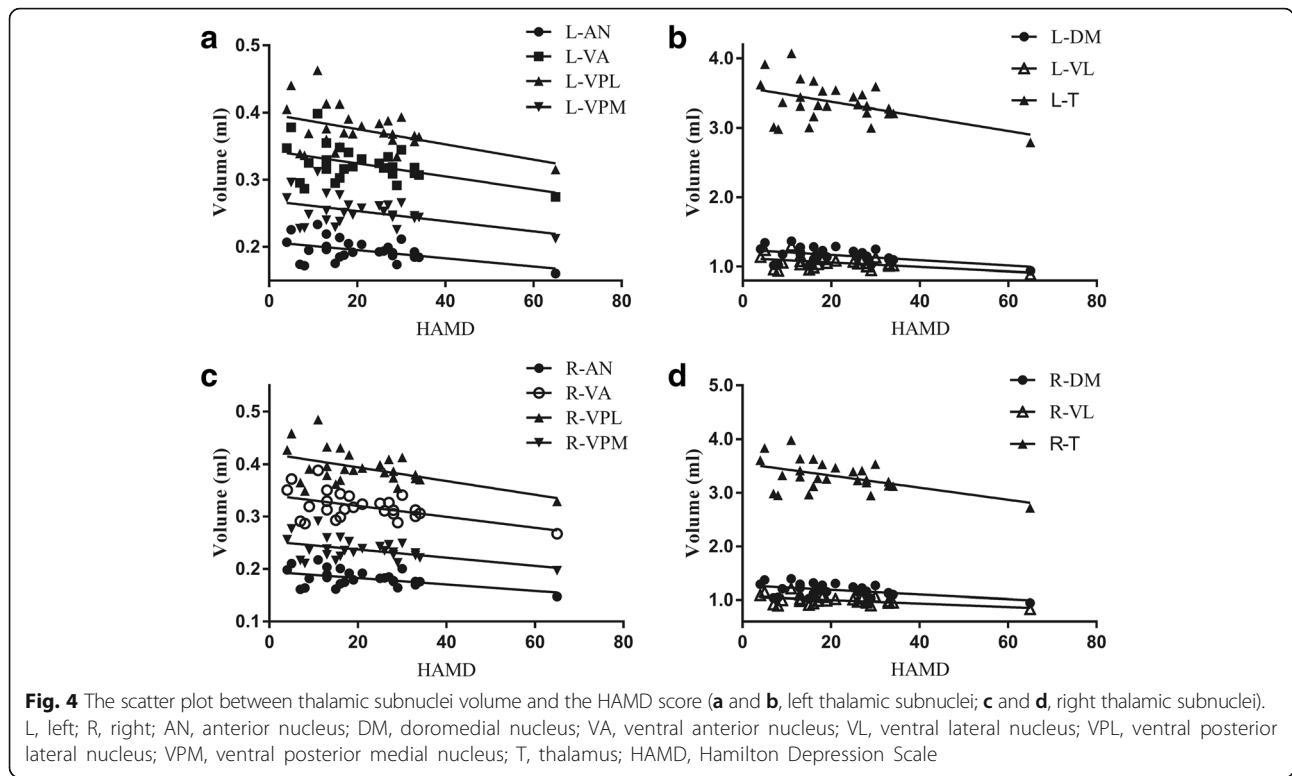 a
L-AN
L-VA
L-VPL
L-VPM
0.5
0.4
0.3
0.2
Volume (ml)
0 20 40 60 80
HAMD
b
L-DM
L-VL
L-T
4.0
3.0
1.0
Volume (ml)
0 20 40 60 80
HAMD
c
R-AN
R-VA
R-VPL
R-VPM
0.5
0.4
0.3
0.2
0.1
Volume (ml)
0 20 40 60 80
HAMD
d
R-DM
R-VL
R-T
5.0
4.0
3.0
1.0
Volume (ml)
0 20 40 60 80
HAMD
Fig. 4 The scatter plot between thalamic subnuclei volume and the HAMD score (a and b, left thalamic subnuclei; c and d, right thalamic subnuclei).
L, left; R, right; AN, anterior nucleus; DM, doromedial nucleus; VA, ventral anterior nucleus; VL, ventral lateral nucleus; VPL, ventral posterior
lateral nucleus; VPM, ventral posterior medial nucleus; T, thalamus; HAMD, Hamilton Depression Scale